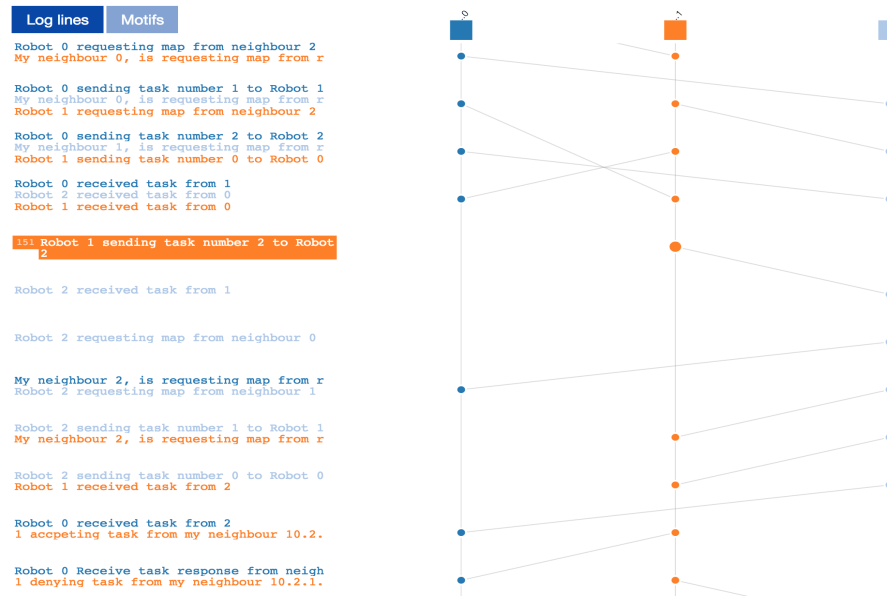 Log lines
Motifs
-0
-1
Robot 0 requesting map from neighbour 2
My neighbour 0, is requesting map from r
Robot 0 sending task number 1 to Robot 1
My neighbour 0, is requesting map from r
Robot 1 requesting map from neighbour 2
Robot 0 sending task number 2 to Robot 2
My neighbour 1, is requesting map from r
Robot 1 sending task number 0 to Robot 0
Robot 0 received task from 1
Robot 2 received task from 0
Robot 1 received task from 0
151 Robot 1 sending task number 2 to Robot
2
Robot 2 received task from 1
Robot 2 requesting map from neighbour 0
My neighbour 2, is requesting map from r
Robot 2 requesting map from neighbour 1
Robot 2 sending task number 1 to Robot 1
My neighbour 2, is requesting map from r
Robot 2 sending task number 0 to Robot 0
Robot 1 received task from 2
Robot 0 received task from 2
1 accpeting task from my neighbour 10.2.
Robot 0 Receive task response from neigh
1 denying task from my neighbour 10.2.1.